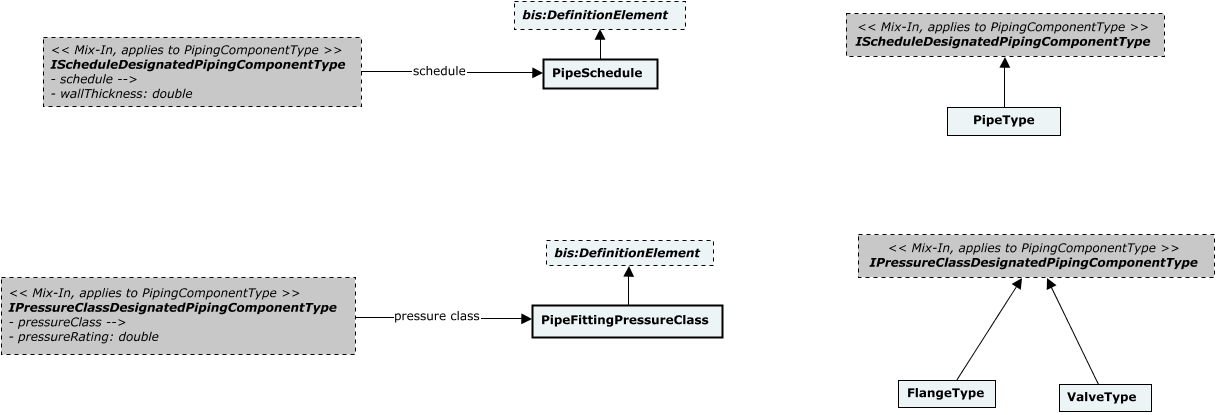 bis:DefinitionElement
<< Mix-In, applies to PipingComponentType >>
IScheduleDesignatedPipingComponentType
- schedule -->
- wallThickness: double
schedule
PipeSchedule
<< Mix-In, applies to PipingComponentType >>
IScheduleDesignatedPipingComponentType
PipeType
bis:DefinitionElement
<< Mix-In, applies to PipingComponentType >>
IPressureClassDesignatedPipingComponentType
- pressureClass -->
- pressureRating: double
pressure class
PipeFittingPressureClass
<< Mix-In, applies to PipingComponentType >>
IPressureClassDesignatedPipingComponentType
FlangeType
ValveType